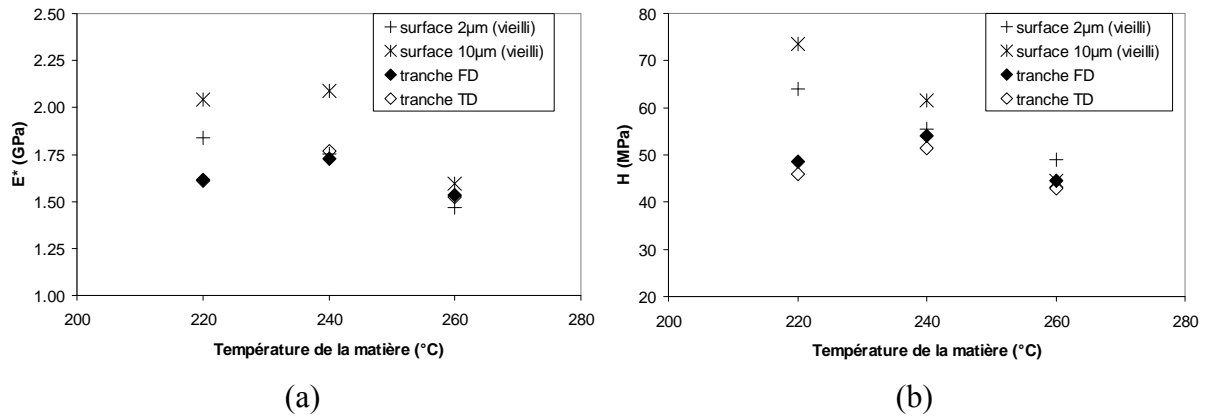 2.50
2.25
2.00
1.75
1.50
1.25
1.00
E* (GPa)
200
220
240
260
280
Température de la matière (°C)
surface 2µm (vieilli)
surface 10µm (vieilli)
tranche FD
tranche TD
(a)
80
70
60
50
40
30
20
H (MPa)
200
220
240
260
280
Température de la matière (°C)
surface 2µm (vieilli)
surface 10µm (vieilli)
tranche FD
tranche TD
(b)